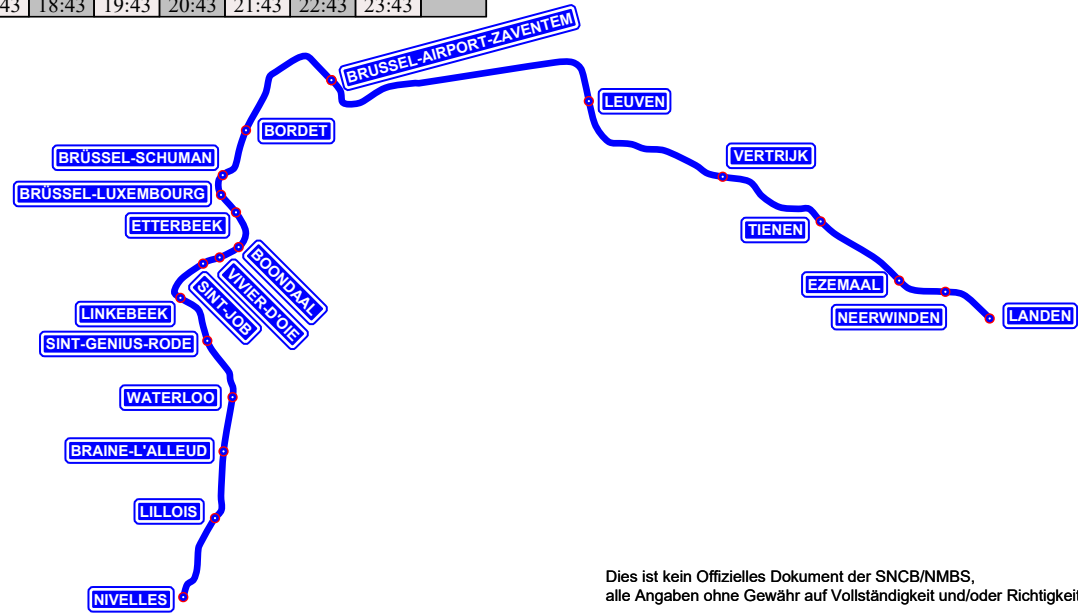 43 18:43 19:43 20:43 21:43 22:43 23:43
BRÜSSEL-AIRPORT-ZAVENTEM
LEUVEN
BORDET
BRÜSSEL-SCHUMAN
VERTRIJK
BRÜSSEL-LUXEMBOURG
ETTERBEEK
TIENEN
BOONDAAL
VIVIER-D'OIE
SINT-JOB
EZEMAAL
LINKEBEEK
NEERWINDEN
LANDEN
SINT-GENIUS-RODE
WATERLOO
BRAINE-L'ALLEUD
LILLOIS
NIVELLES
Dies ist kein Offizielles Dokument der SNCB/NMBS,
alle Angaben ohne Gewähr auf Vollständigkeit und/oder Richtigkeit